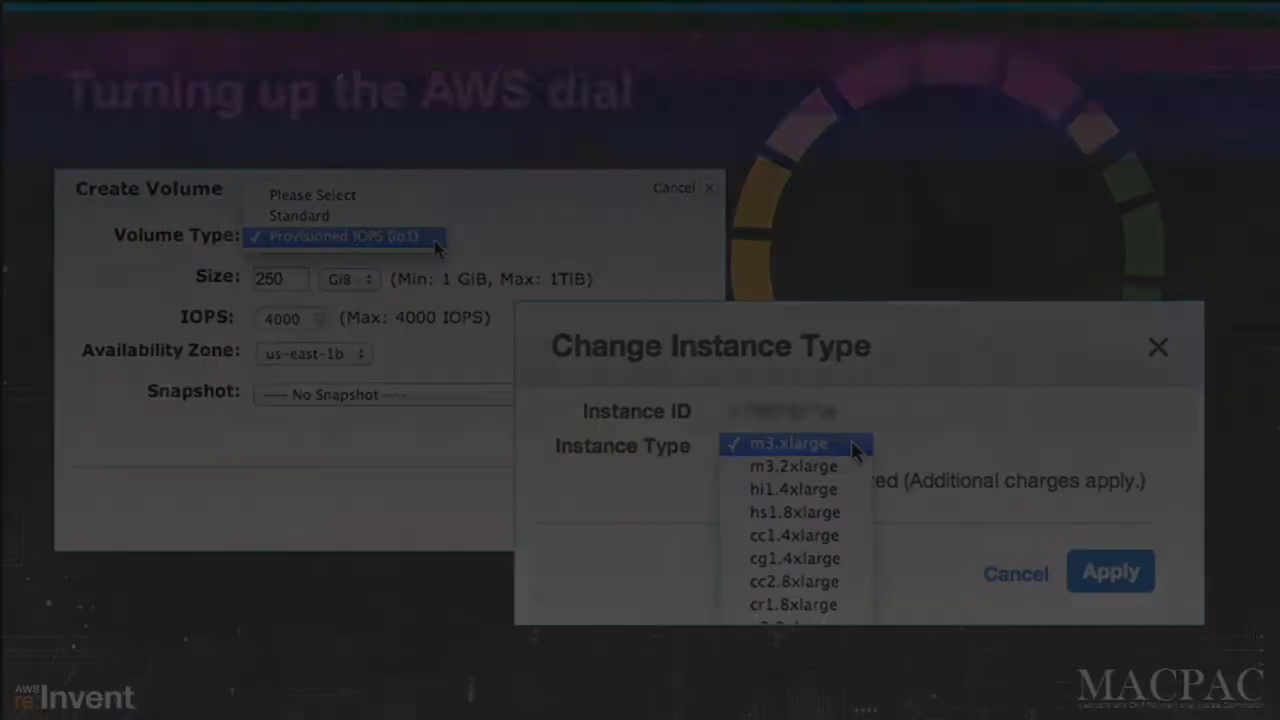 Turning up the AWS dial
Create Volume
Cancel ×
Please Select
Standard
Volume Type: ✓ Provisioned IOPS (io1)
Size: 250 GiB (Min: 1 GiB, Max: 1TiB)
IOPS: 4000 (Max: 4000 IOPS)
Availability Zone: us-east-1b
Snapshot: --- No Snapshot ---
Change Instance Type ×
Instance ID
Instance Type ✓ m3.xlarge
m3.2xlarge
hi1.4xlarge
hs1.8xlarge
cc1.4xlarge
cg1.4xlarge
cc2.8xlarge
cr1.8xlarge
(Additional charges apply.)
Cancel Apply
AWS
re:Invent
MACPAC